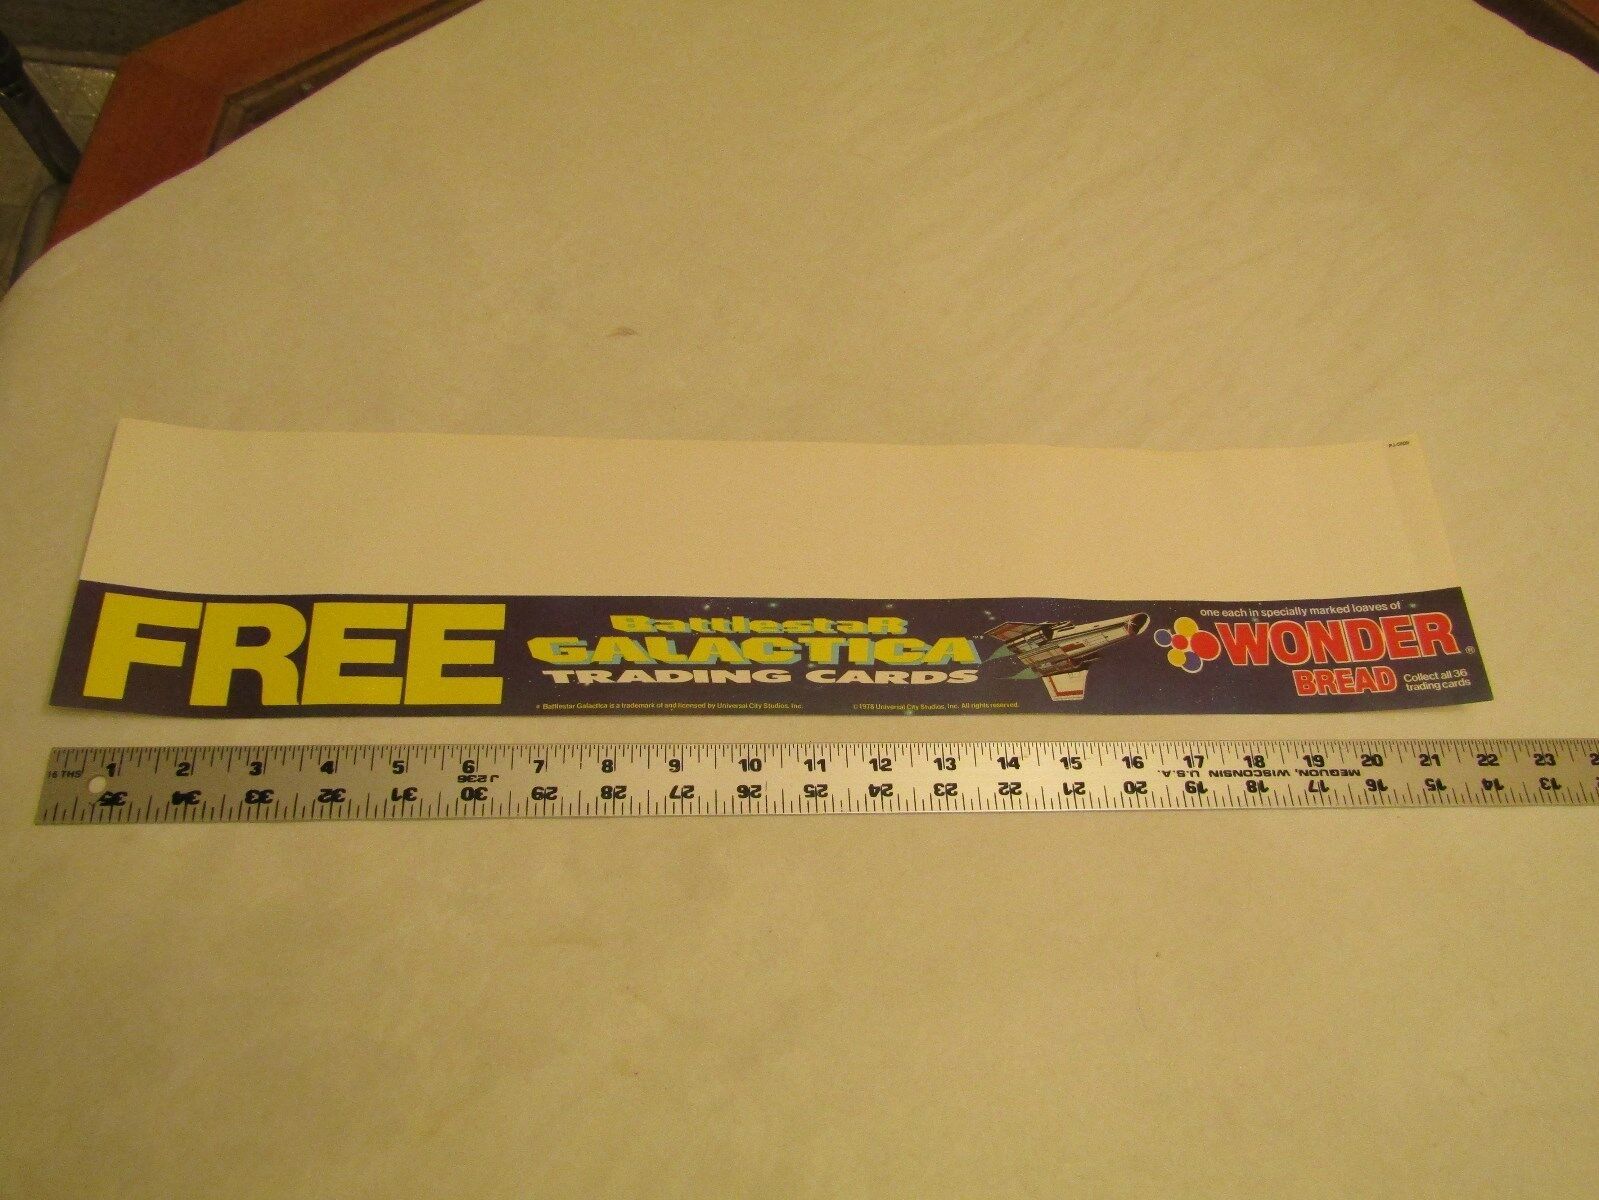 FREE
BattlestaR
GALACTICA
TRADING CARDS
Battlestar Galactica is a trademark of and licensed by Universal City Studios, Inc.
© 1978 Universal City Studios, Inc. All rights reserved.
one each in specially marked loaves of
WONDER®
BREAD
Collect all 36
trading cards
16 THS 1 2 3 4 5 6 7 8 9 10 11 12 13 14 15 16 17 18 19 20 21 22 23
J236
MEQUON, WISCONSIN U.S.A.
35 34 33 32 31 30 29 28 27 26 25 24 23 22 21 20 19 18 17 16 15 14 13